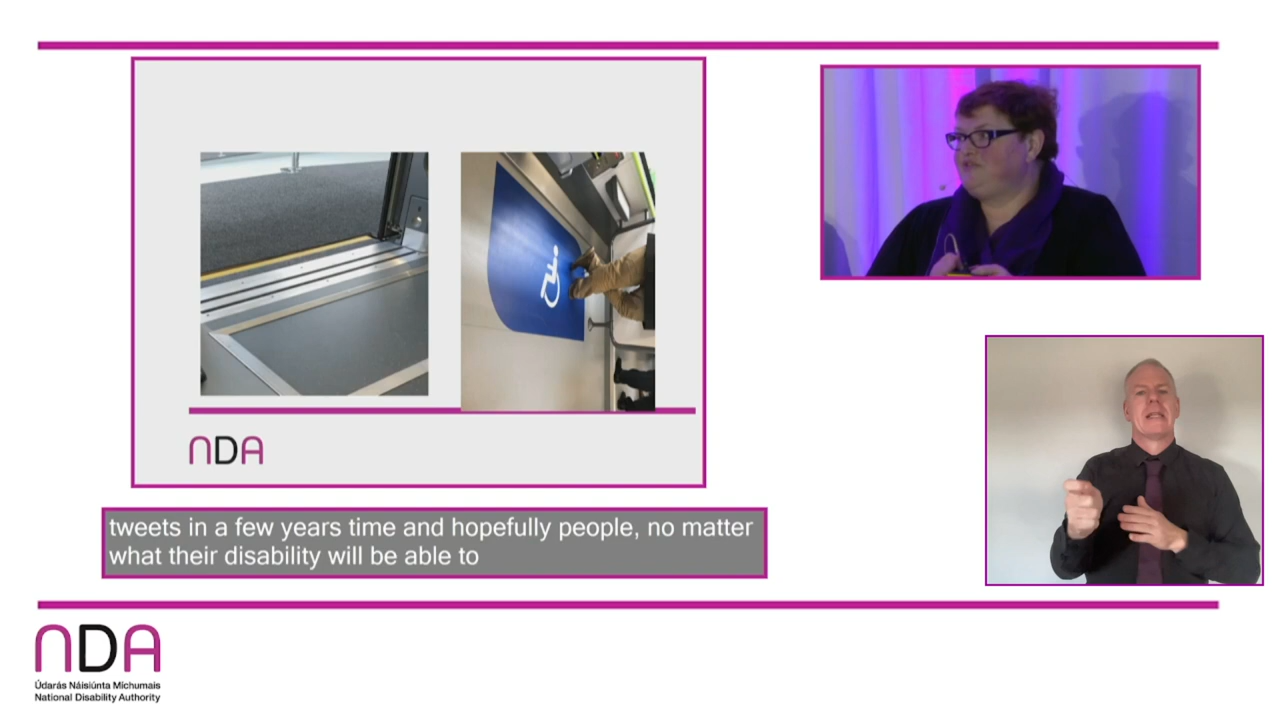 NDA
tweets in a few years time and hopefully people, no matter
what their disability will be able to
NDA
Údarás Náisiúnta Míchumais
National Disability Authority